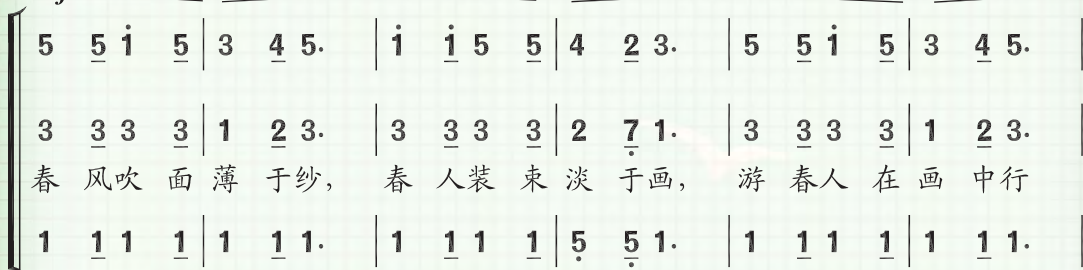 5 5 1 5 | 3 4 5. | 1 1 5 5 | 4 2 3. | 5 5 1 5 | 3 4 5. |
3 3 3 3 | 1 2 3. | 3 3 3 3 | 2 7 1. | 3 3 3 3 | 1 2 3. |
春 风吹 面 薄 于纱， 春 人装 束 淡 于画， 游 春人 在 画 中行
1 1 1 1 | 1 1 1. | 1 1 1 1 | 5 5 1. | 1 1 1 1 | 1 1 1. |